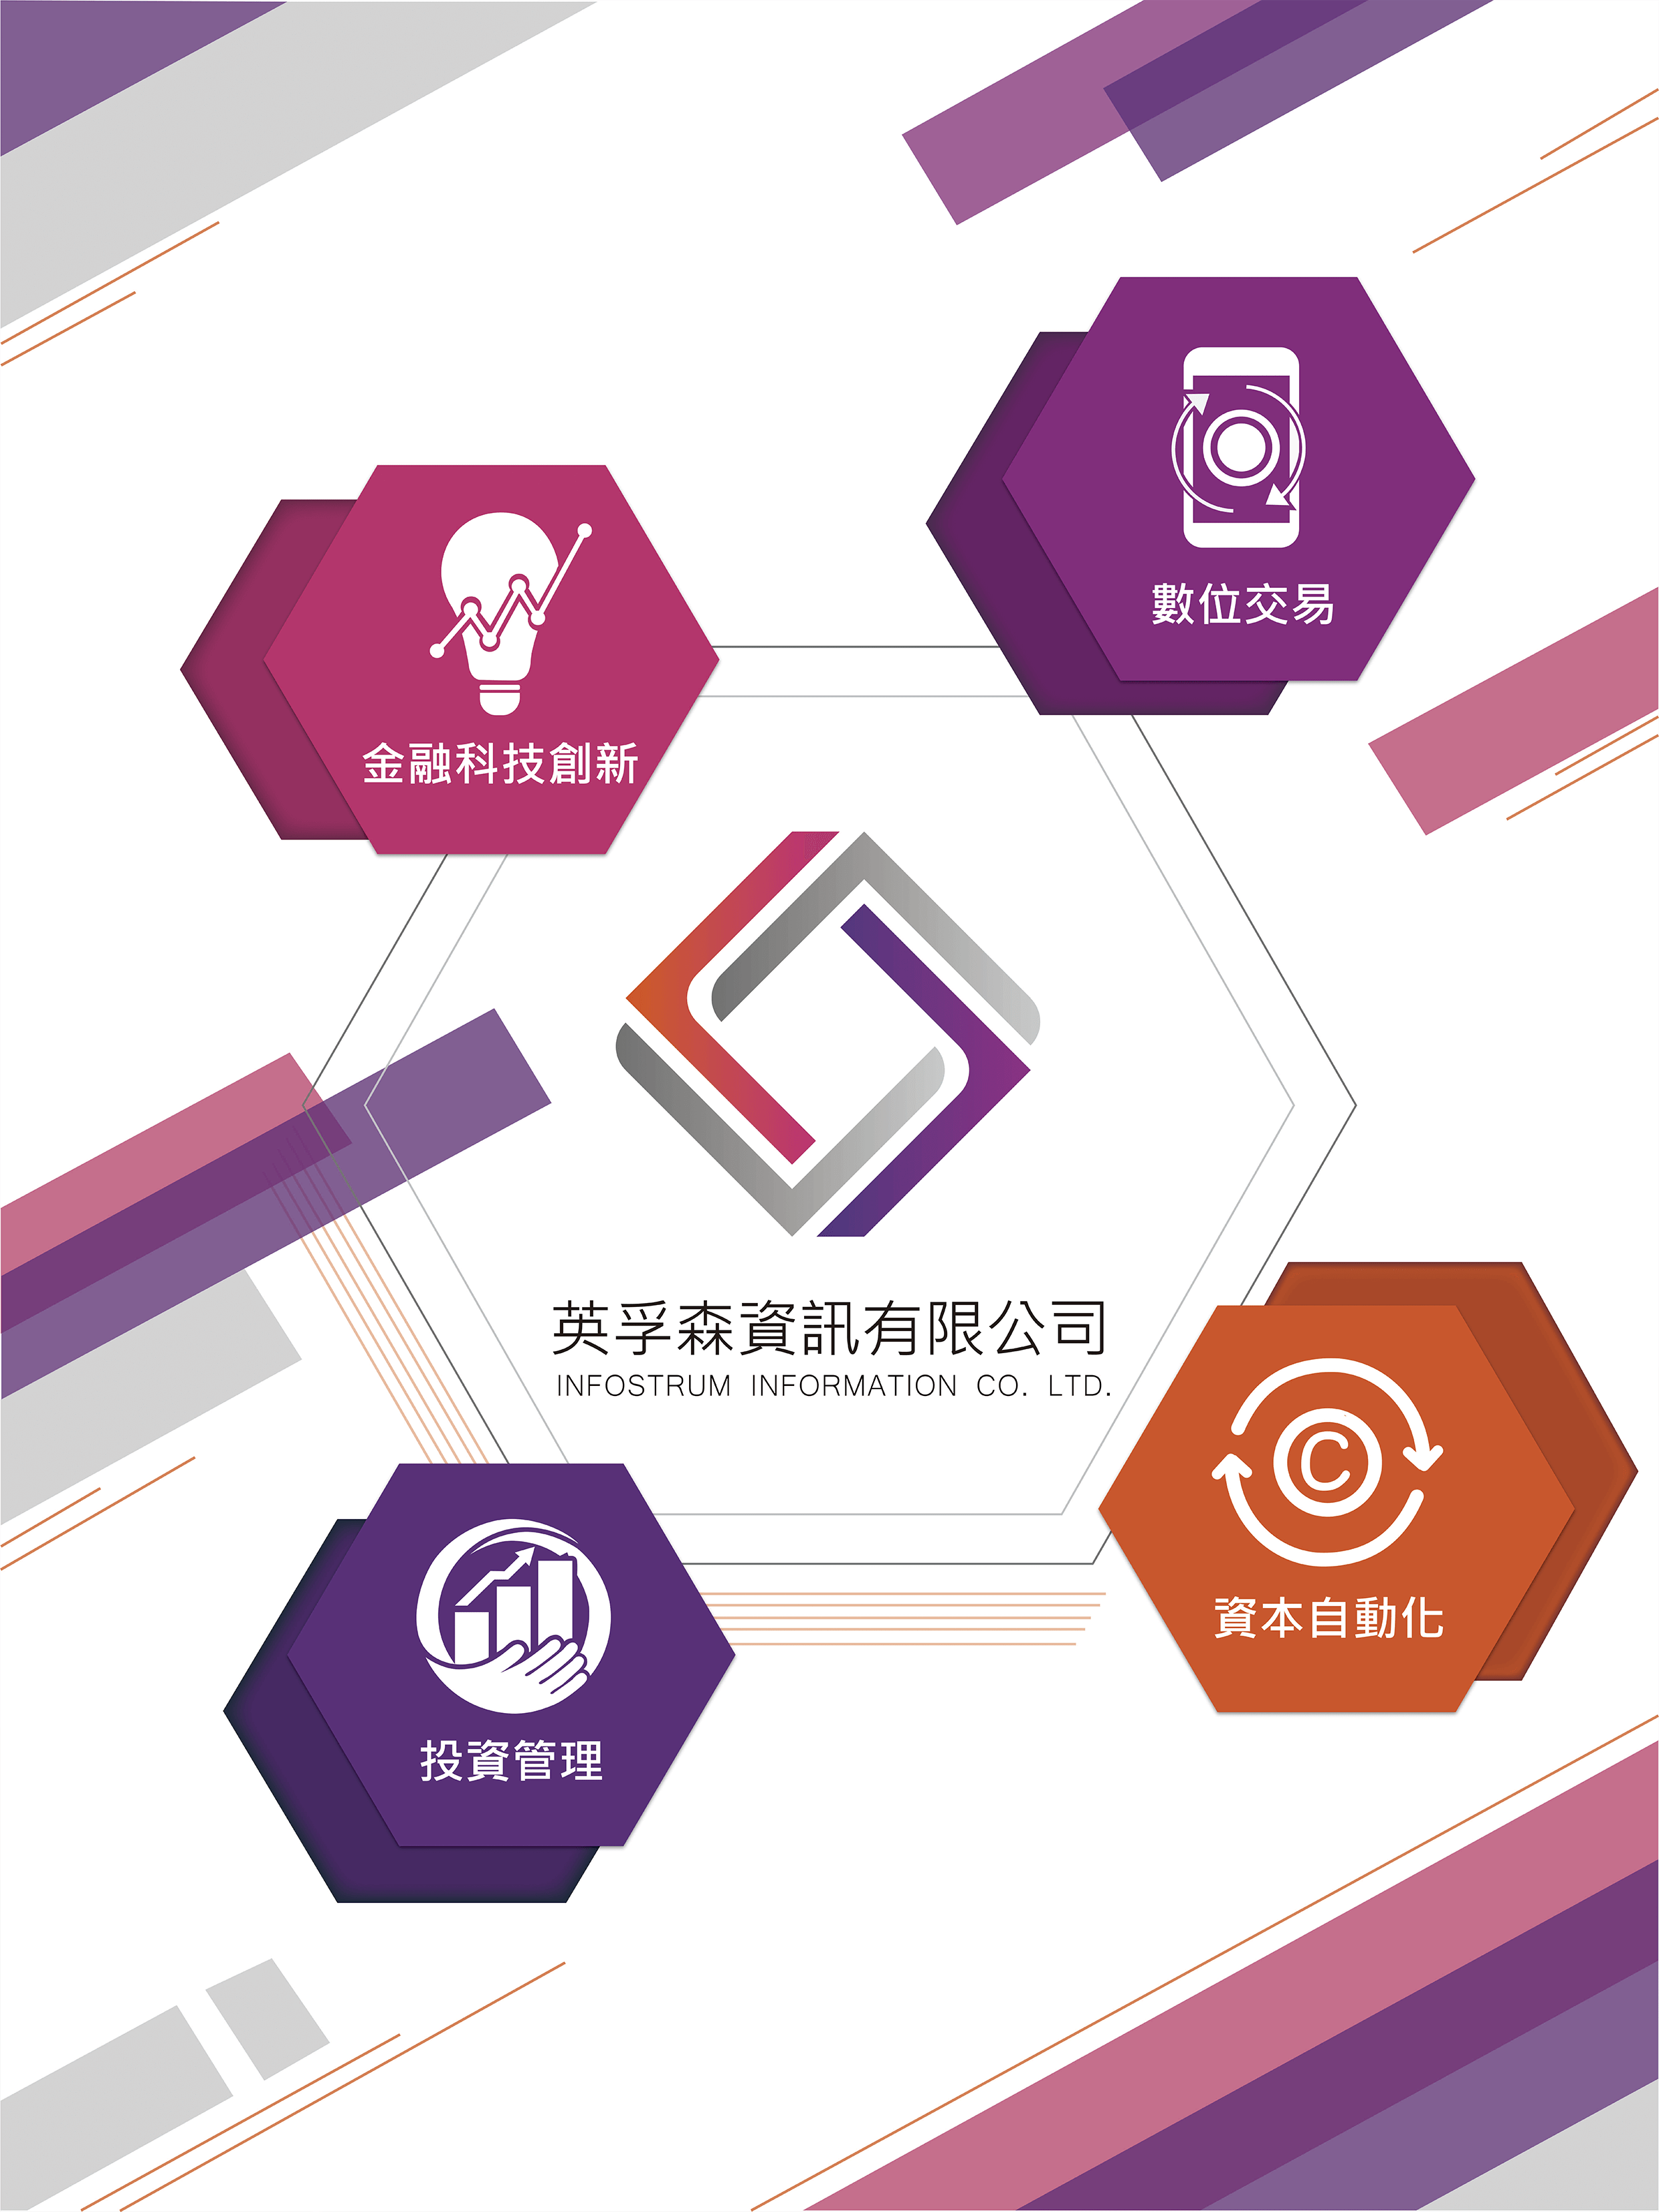 數位交易
金融科技創新
英孚森資訊有限公司
INFOSTRUM INFORMATION CO. LTD.
C
資本自動化
投資管理